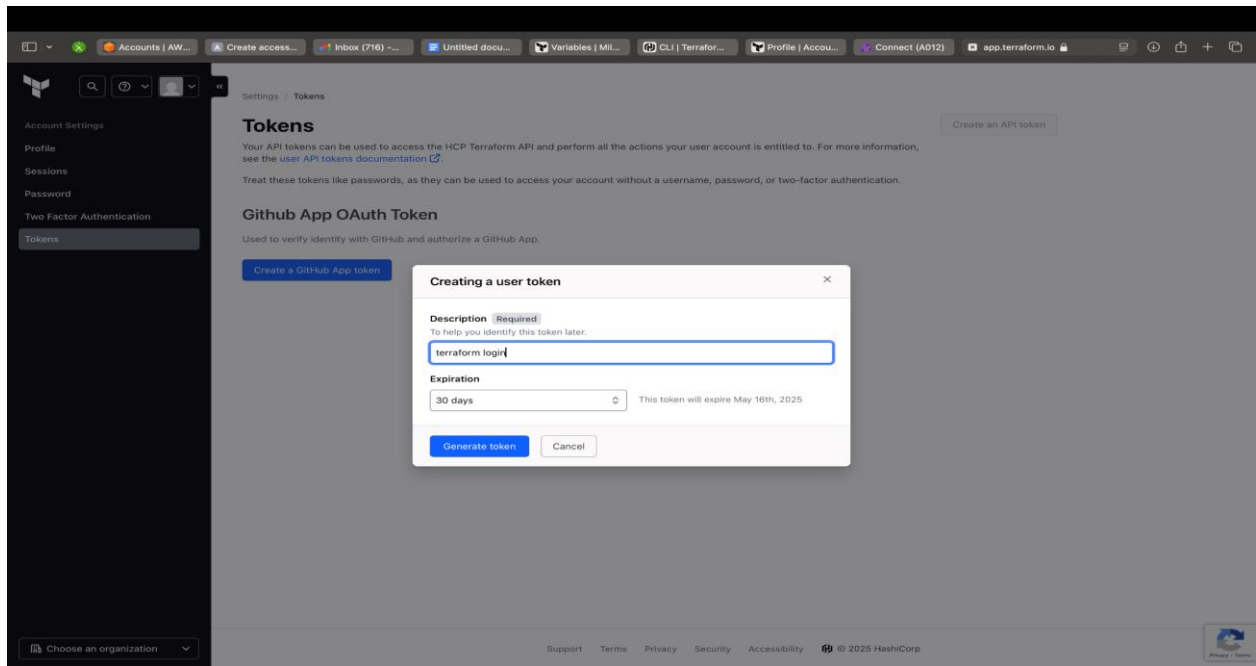 Accounts | AW...
Create access...
Inbox (716) -...
Untitled docu...
Variables | Mil...
CLI | Terrafor...
Profile | Accou...
Connect (A012)
app.terraform.io
Account Settings
Profile
Sessions
Password
Two Factor Authentication
Tokens
Choose an organization
Settings / Tokens
Tokens
Create an API token
Your API tokens can be used to access the HCP Terraform API and perform all the actions your user account is entitled to. For more information,
see the user API tokens documentation.
Treat these tokens like passwords, as they can be used to access your account without a username, password, or two-factor authentication.
Github App OAuth Token
Used to verify identity with GitHub and authorize a GitHub App.
Create a GitHub App token
Creating a user token
Description Required
To help you identify this token later.
terraform login
Expiration
30 days
This token will expire May 16th, 2025
Generate token
Cancel
Support Terms Privacy Security Accessibility © 2025 HashiCorp
Privacy - Terms